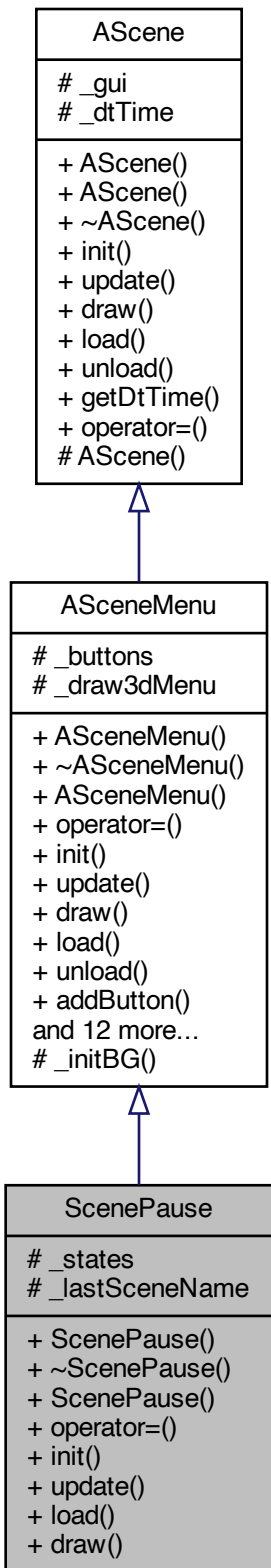 AScene
# _gui
# _dtTime
+ AScene()
+ AScene()
+ ~AScene()
+ init()
+ update()
+ draw()
+ load()
+ unload()
+ getDtTime()
+ operator=()
# AScene()
ASceneMenu
# _buttons
# _draw3dMenu
+ ASceneMenu()
+ ~ASceneMenu()
+ ASceneMenu()
+ operator=()
+ init()
+ update()
+ draw()
+ load()
+ unload()
+ addButton()
and 12 more...
# _initBG()
ScenePause
# _states
# _lastSceneName
+ ScenePause()
+ ~ScenePause()
+ ScenePause()
+ operator=()
+ init()
+ update()
+ load()
+ draw()